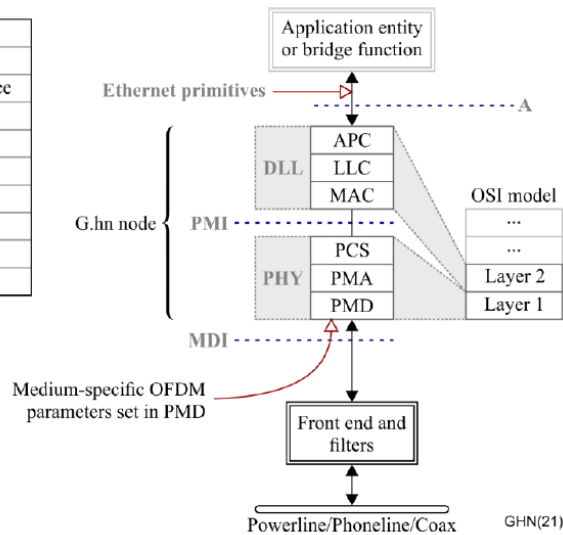 ce
Application entity
or bridge function
Ethernet primitives
A
APC
DLL
LLC
MAC
OSI model
...
G.hn node
PMI
...
PCS
Layer 2
PHY
PMA
Layer 1
PMD
MDI
Medium-specific OFDM
parameters set in PMD
Front end and
filters
Powerline/Phoneline/Coax
GHN(21)